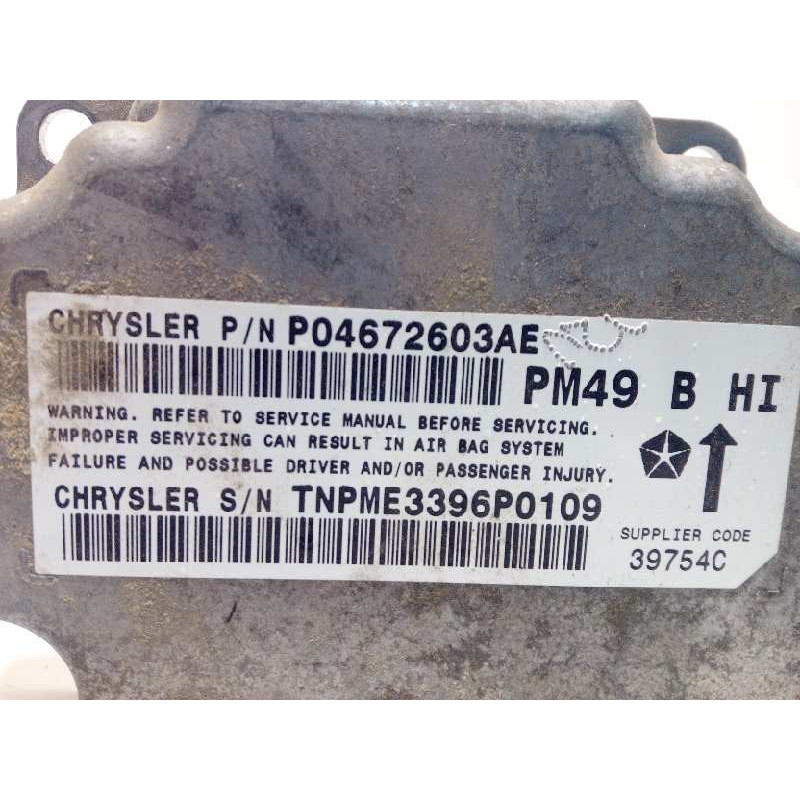 CHRYSLER P/N P04672603AE
PM49 B HI
WARNING. REFER TO SERVICE MANUAL BEFORE SERVICING.
IMPROPER SERVICING CAN RESULT IN AIR BAG SYSTEM
FAILURE AND POSSIBLE DRIVER AND/OR PASSENGER INJURY.
CHRYSLER S/N TNPME3396P0109
SUPPLIER CODE
39754C